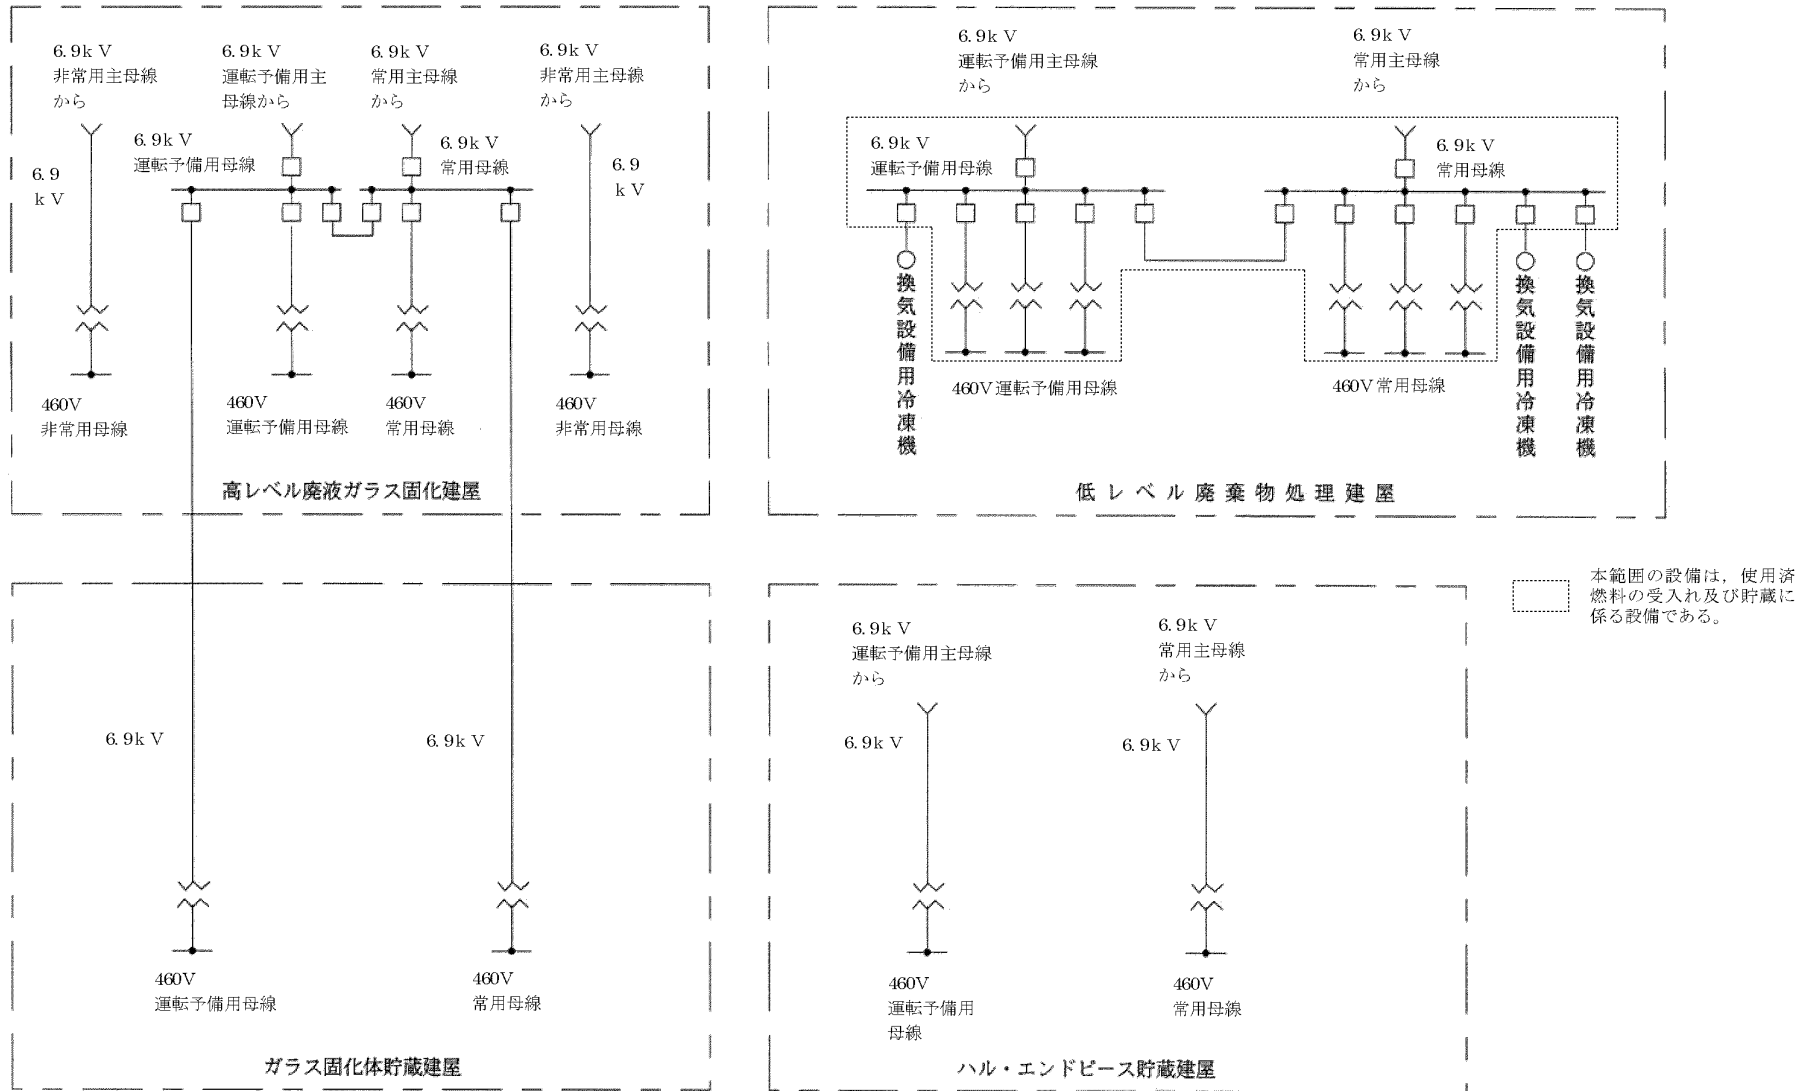 6.9kV
非常用主母線
から
6.9kV
運転予備用主
母線から
6.9kV
常用主母線
から
6.9kV
非常用主母線
から
6.9kV
運転予備用母線
6.9kV
常用母線
6.9
kV
6.9
kV
460V
非常用母線
460V
運転予備用母線
460V
常用母線
460V
非常用母線
高レベル廃液ガラス固化建屋
6.9kV
運転予備用主母線
から
6.9kV
常用主母線
から
6.9kV
運転予備用母線
6.9kV
常用母線
換気設備用冷凍機
換気設備用冷凍機
換気設備用冷凍機
460V運転予備用母線
460V常用母線
低レベル廃棄物処理建屋
本範囲の設備は，使用済
燃料の受入れ及び貯蔵に
係る設備である。
6.9kV
6.9kV
460V
運転予備用母線
460V
常用母線
ガラス固化体貯蔵建屋
6.9kV
運転予備用主母線
から
6.9kV
常用主母線
から
6.9kV
6.9kV
460V
運転予備用
母線
460V
常用母線
ハル・エンドピース貯蔵建屋